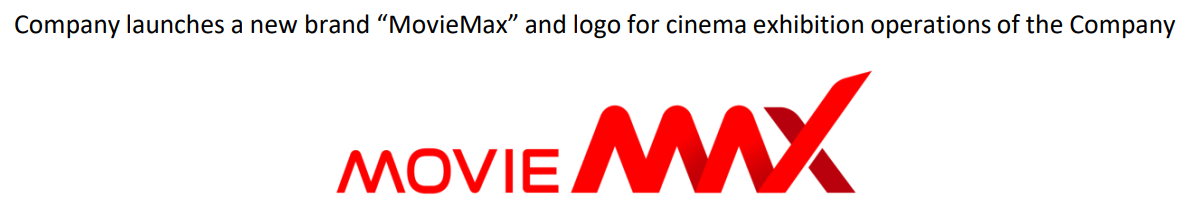 Company launches a new brand “MovieMax” and logo for cinema exhibition operations of the Company
MOVIE MAX